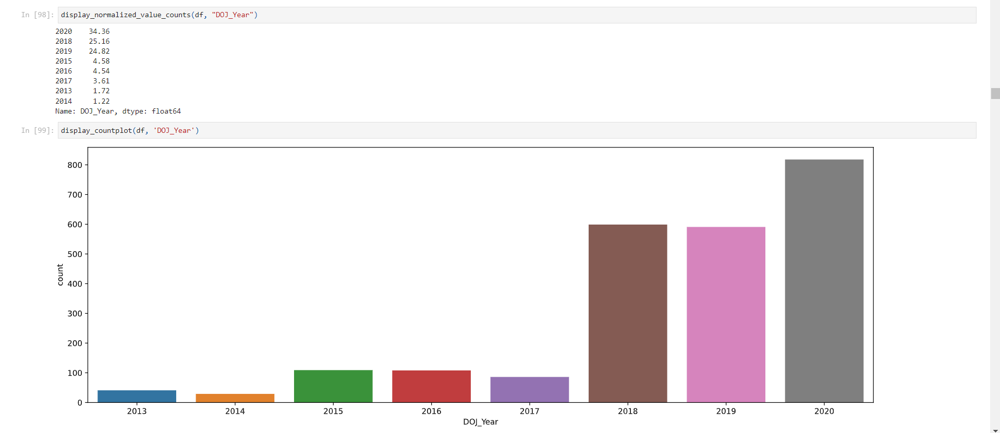 In [98]: display_normalized_value_counts(df, "DOJ_Year")
2020 34.36
2018 25.16
2019 24.82
2015 4.58
2016 4.54
2017 3.61
2013 1.72
2014 1.22
Name: DOJ_Year, dtype: float64
In [99]: display_countplot(df, 'DOJ_Year')
800
700
600
500
400
300
200
100
0
count
2013 2014 2015 2016 2017 2018 2019 2020
DOJ_Year